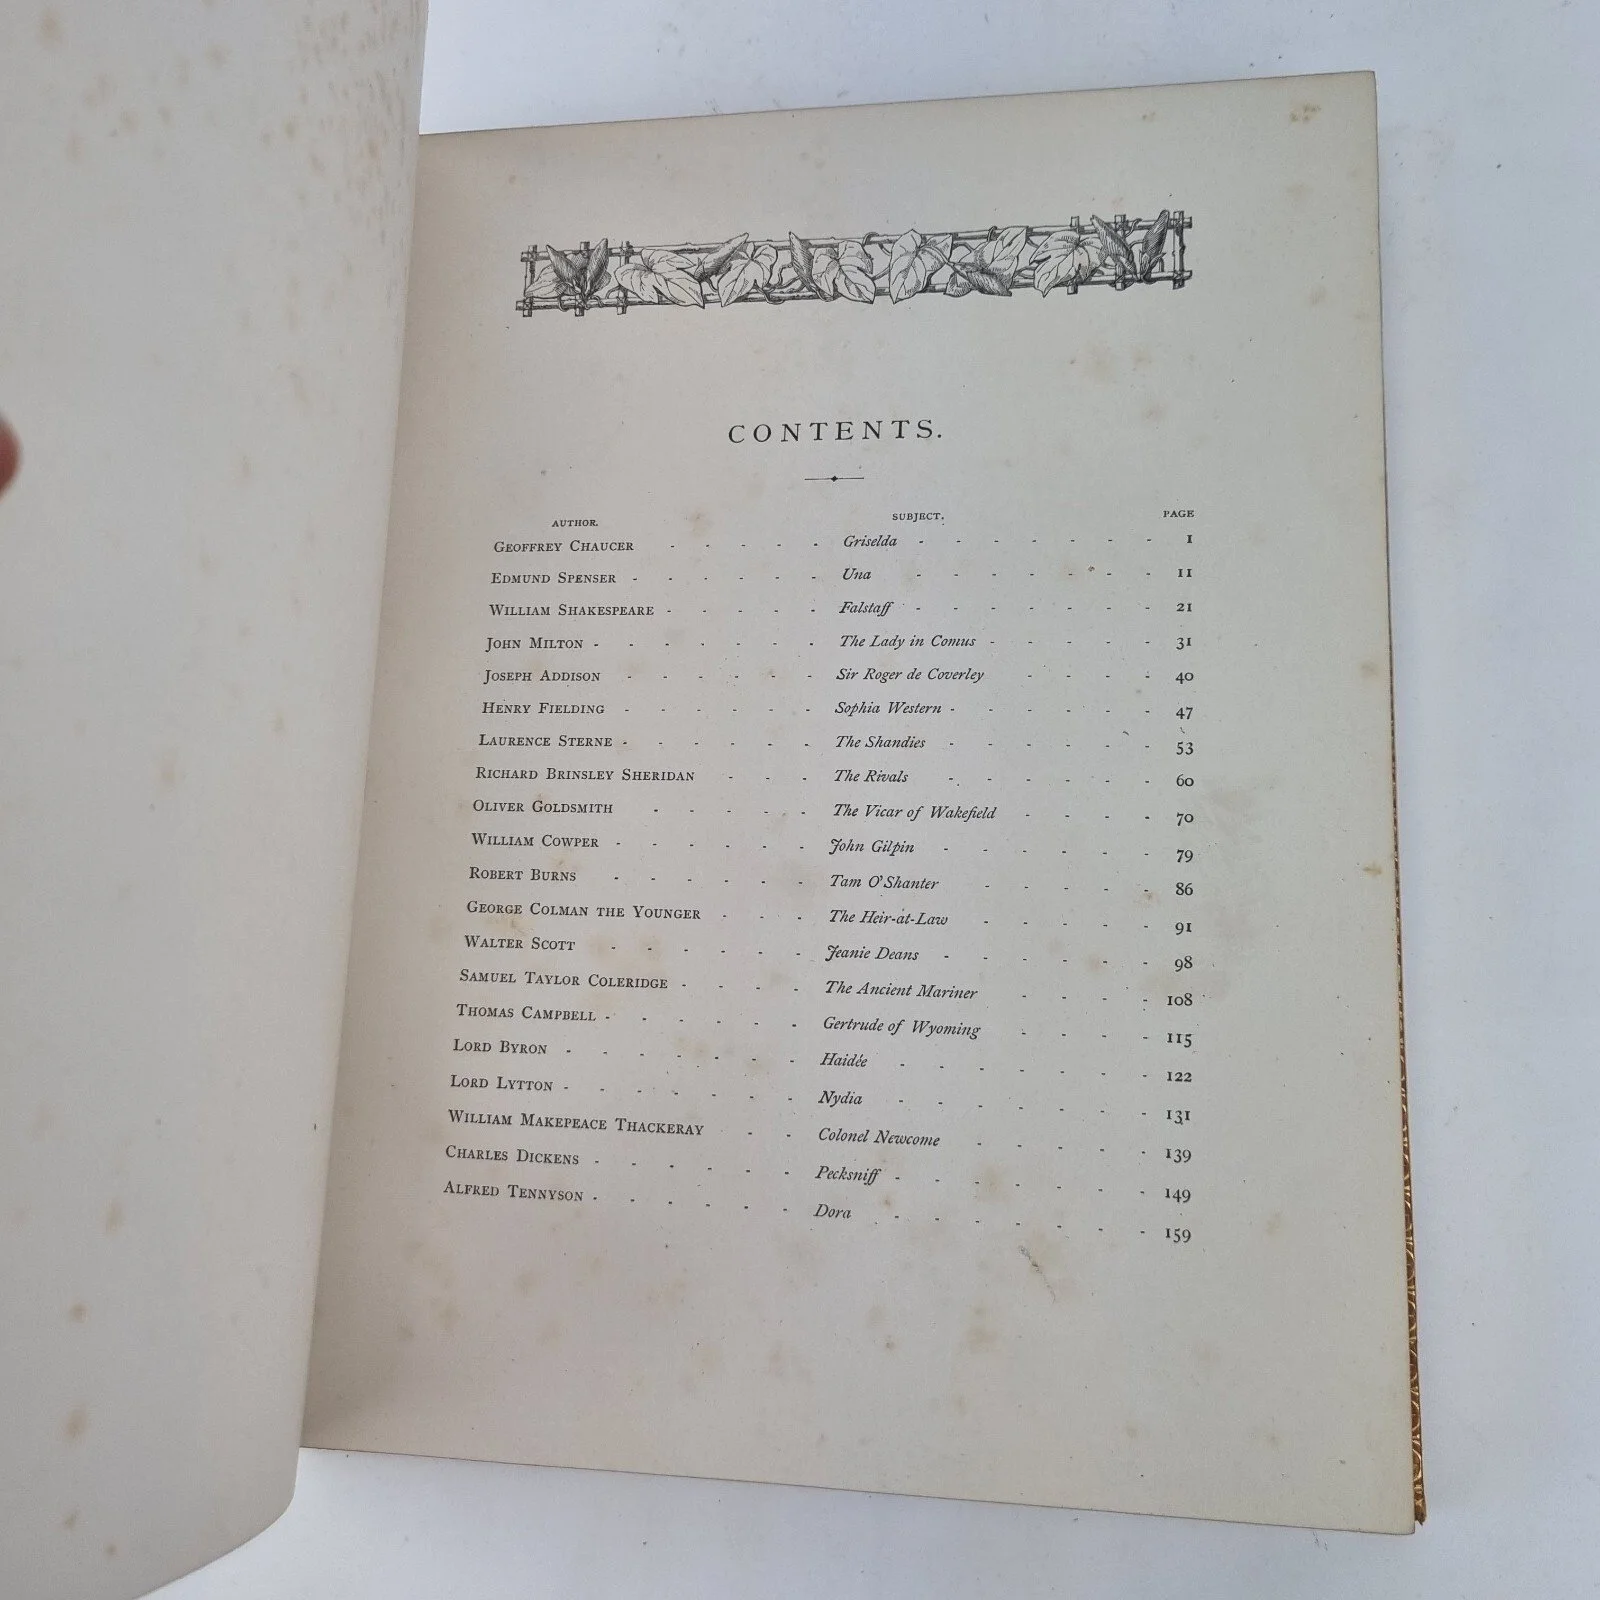 CONTENTS.
AUTHOR. SUBJECT. PAGE
GEOFFREY CHAUCER - - - - - Griselda - - - - - - - 1
EDMUND SPENSER - - - - - - Una - - - - - - - 11
WILLIAM SHAKESPEARE - - - - - Falstaff - - - - - - - 21
JOHN MILTON - - - - - - - The Lady in Comus - - - - - 31
JOSEPH ADDISON - - - - - - Sir Roger de Coverley - - - - 40
HENRY FIELDING - - - - - - Sophia Western - - - - - - 47
LAURENCE STERNE - - - - - - The Shandies - - - - - - 53
RICHARD BRINSLEY SHERIDAN - - - The Rivals - - - - - - 60
OLIVER GOLDSMITH - - - - - The Vicar of Wakefield - - - - 70
WILLIAM COWPER - - - - - - John Gilpin - - - - - - 79
ROBERT BURNS - - - - - - Tam O'Shanter - - - - - 86
GEORGE COLMAN THE YOUNGER - - - The Heir-at-Law - - - - - 91
WALTER SCOTT - - - - - - Jeanie Deans - - - - - - 98
SAMUEL TAYLOR COLERIDGE - - - - The Ancient Mariner - - - - 108
THOMAS CAMPBELL - - - - - - Gertrude of Wyoming - - - - 115
LORD BYRON - - - - - - - Haidée - - - - - - - 122
LORD LYTTON - - - - - - - Nydia - - - - - - - 131
WILLIAM MAKEPEACE THACKERAY - - Colonel Newcome - - - - - 139
CHARLES DICKENS - - - - - - Pecksniff - - - - - - - 149
ALFRED TENNYSON - - - - - - Dora - - - - - - - 159